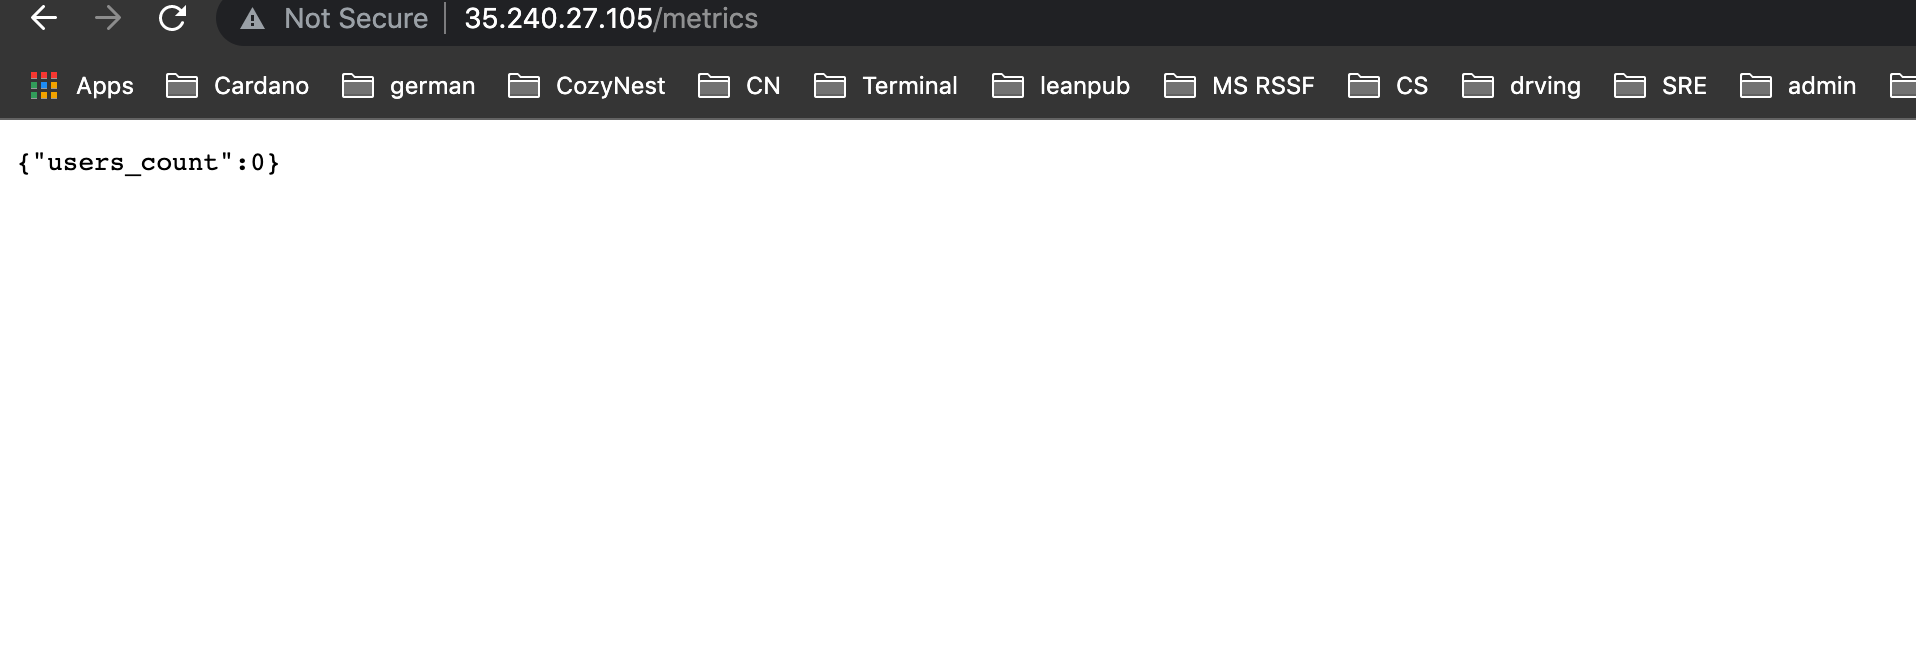 Not Secure | 35.240.27.105/metrics
Apps Cardano german CozyNest CN Terminal leanpub MS RSSF CS drving SRE admin
{"users_count":0}